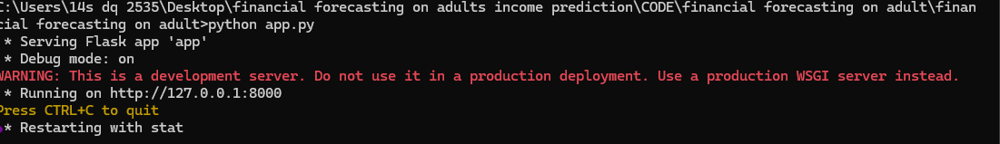 C:\Users\14s dq 2535\Desktop\financial forecasting on adults income prediction\CODE\financial forecasting on adult\finan
cial forecasting on adult>python app.py
 * Serving Flask app 'app'
 * Debug mode: on
WARNING: This is a development server. Do not use it in a production deployment. Use a production WSGI server instead.
 * Running on http://127.0.0.1:8000
Press CTRL+C to quit
 * Restarting with stat